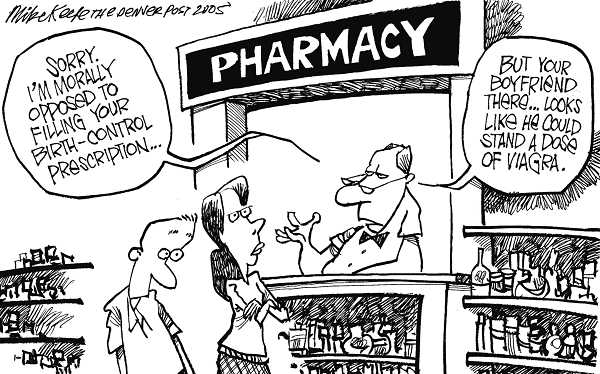 Mike Keefe THE DENVER POST 2005
PHARMACY
SORRY.
I'M MORALLY
OPPOSED TO
FILLING YOUR
BIRTH-CONTROL
PRESCRIPTION...
BUT YOUR
BOYFRIEND
THERE... LOOKS
LIKE HE COULD
STAND A DOSE
OF VIAGRA.